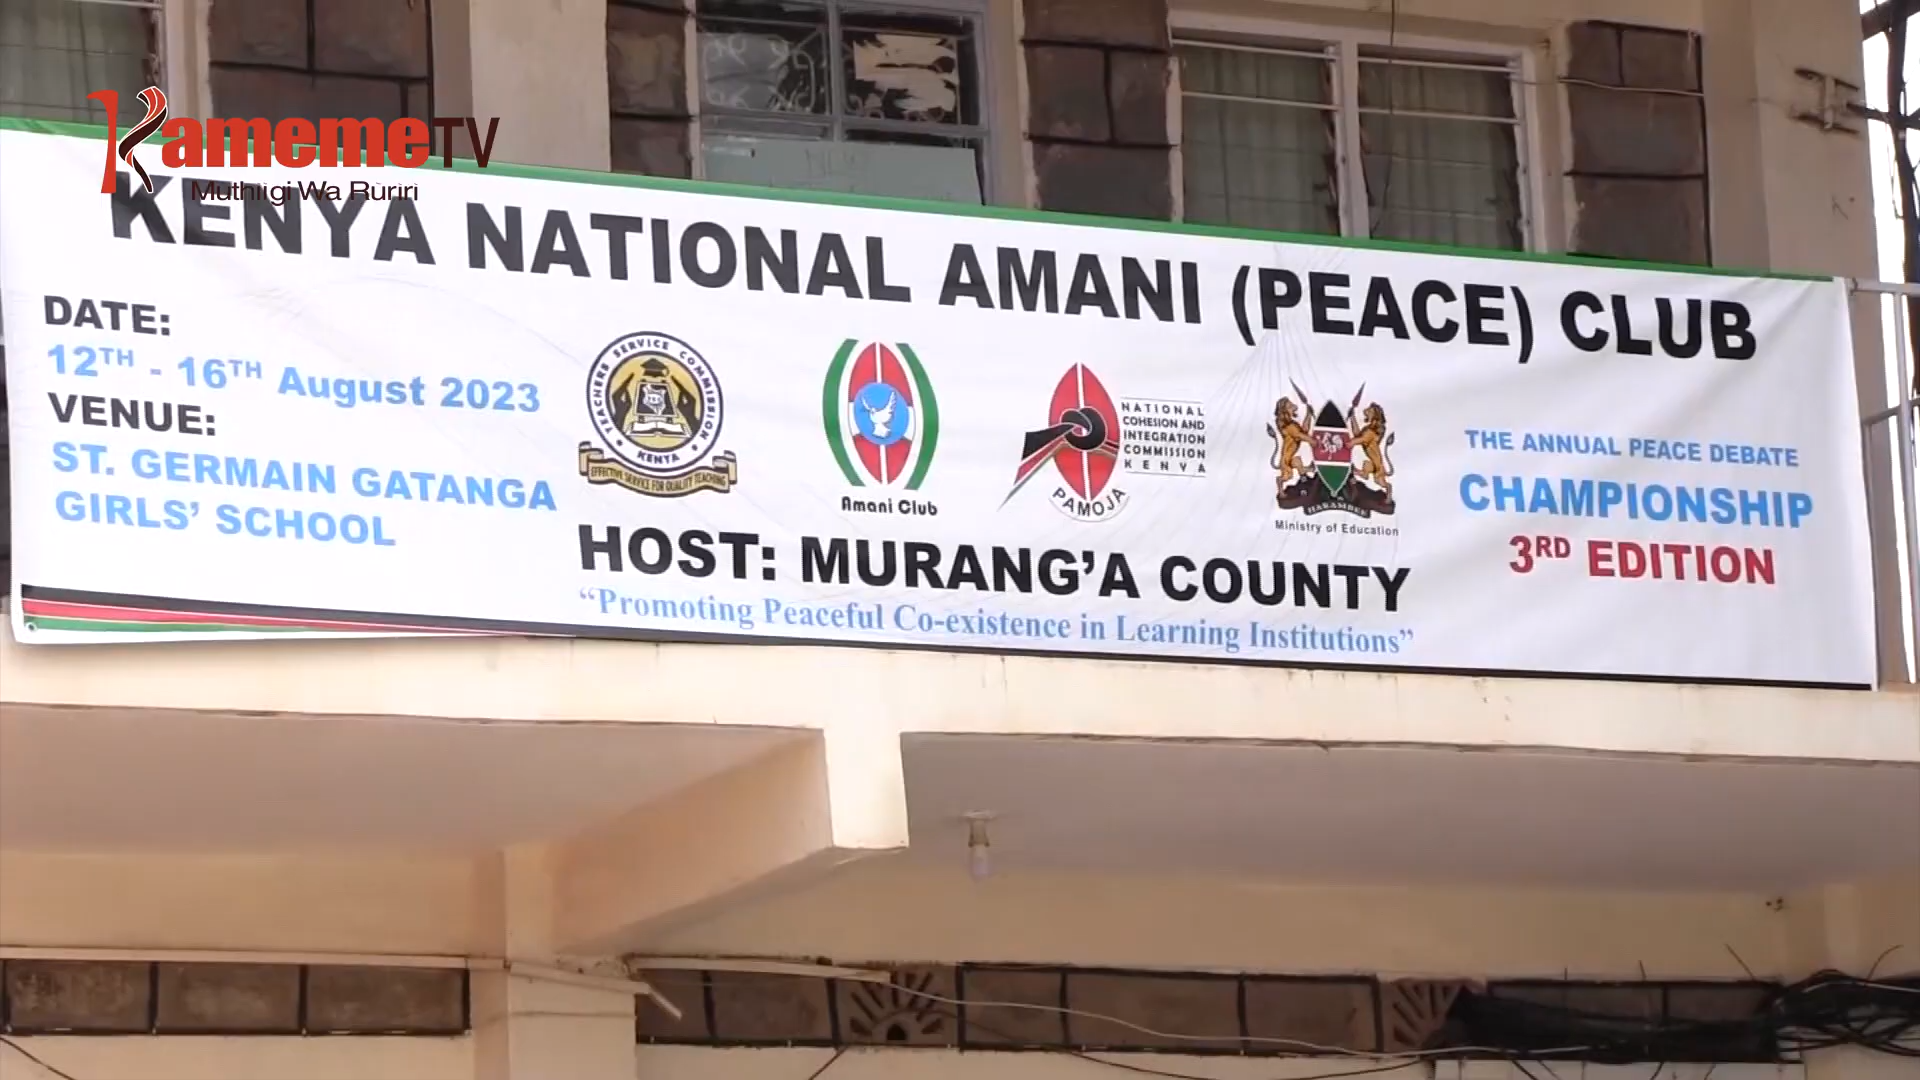 Kameme TV
Muthiigi Wa Rũrĩrĩ
KENYA NATIONAL AMANI (PEACE) CLUB
DATE:
12TH - 16TH August 2023
VENUE:
ST. GERMAIN GATANGA
GIRLS' SCHOOL
TEACHERS SERVICE COMMISSION
KENYA
EFFECTIVE SERVICE FOR QUALITY TEACHING
Amani Club
NATIONAL
COHESION AND
INTEGRATION
COMMISSION
KENYA
PAMOJA
HARAMBEE
Ministry of Education
THE ANNUAL PEACE DEBATE
CHAMPIONSHIP
3RD EDITION
HOST: MURANG'A COUNTY
“Promoting Peaceful Co-existence in Learning Institutions”